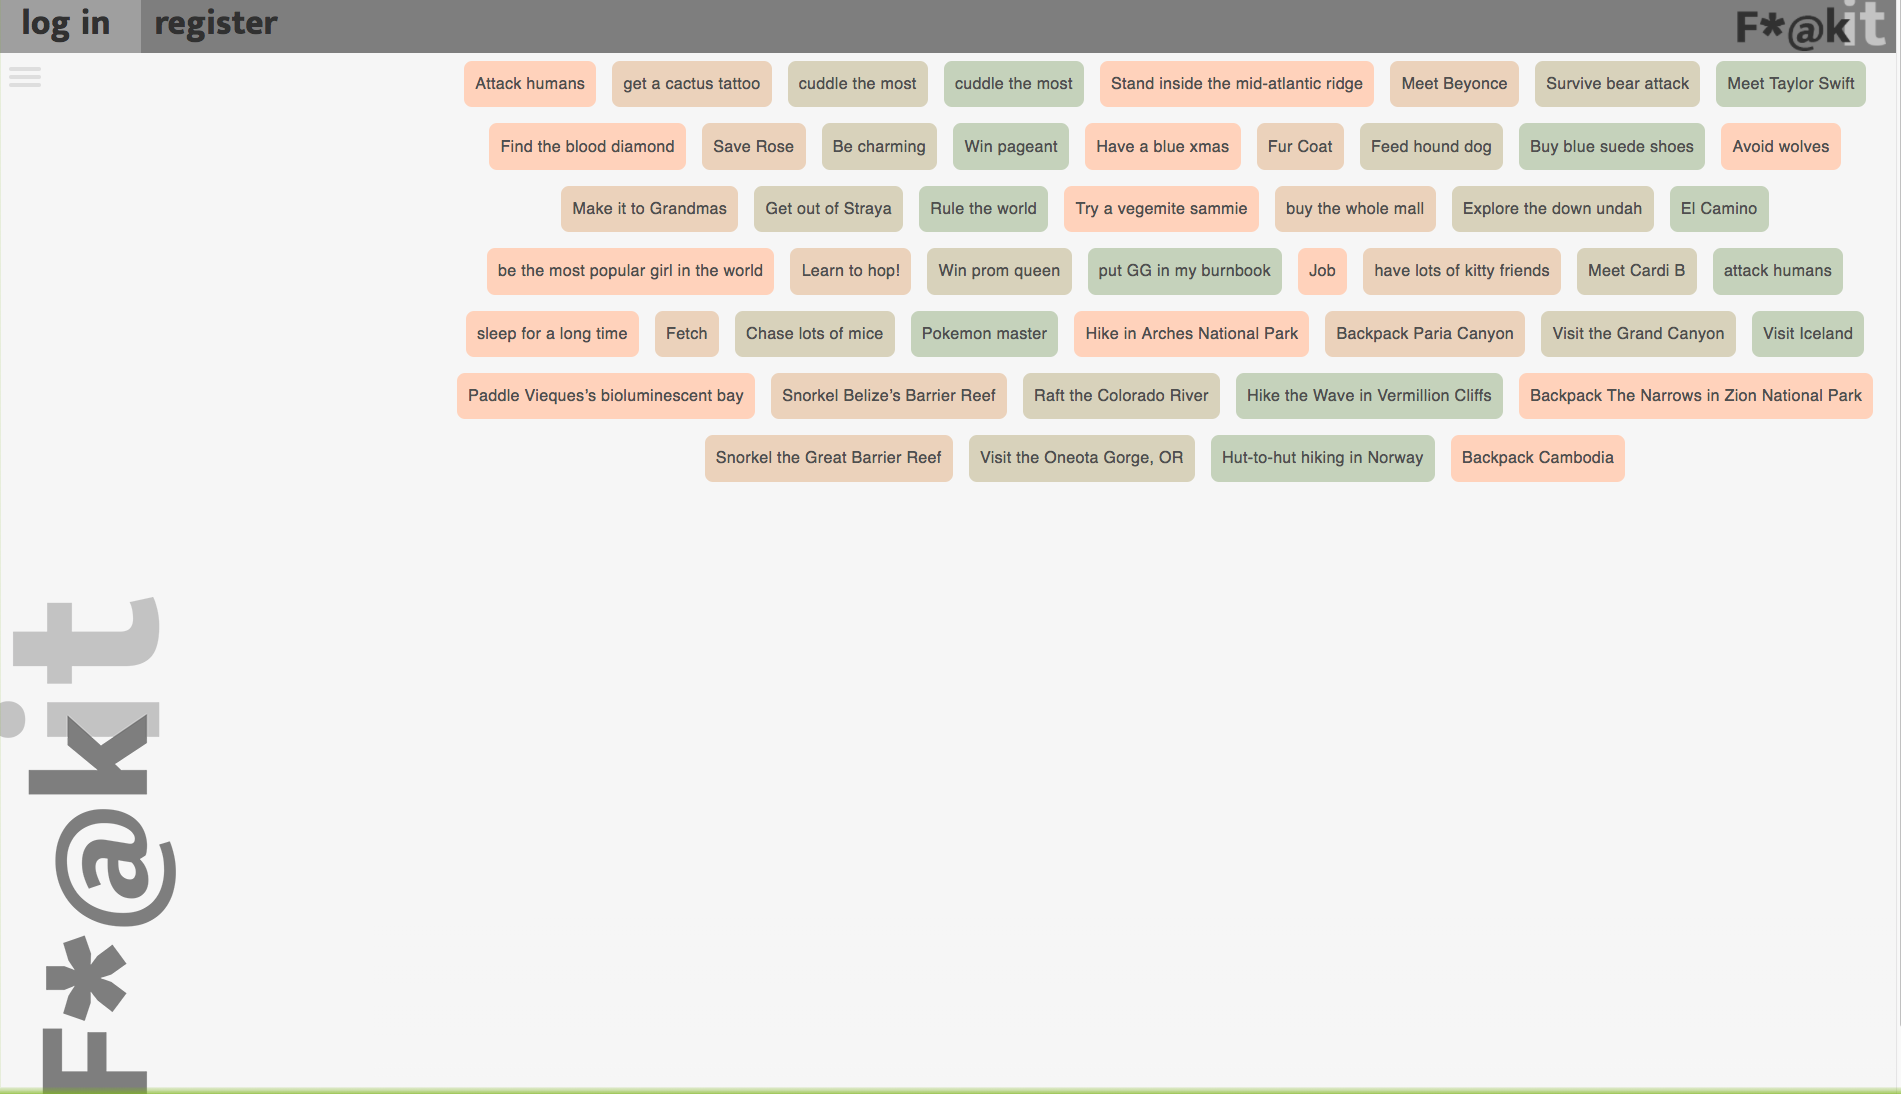 log in register F*@kit
Attack humans get a cactus tattoo cuddle the most cuddle the most Stand inside the mid-atlantic ridge Meet Beyonce Survive bear attack Meet Taylor Swift
Find the blood diamond Save Rose Be charming Win pageant Have a blue xmas Fur Coat Feed hound dog Buy blue suede shoes Avoid wolves
Make it to Grandmas Get out of Straya Rule the world Try a vegemite sammie buy the whole mall Explore the down undah El Camino
be the most popular girl in the world Learn to hop! Win prom queen put GG in my burnbook Job have lots of kitty friends Meet Cardi B attack humans
sleep for a long time Fetch Chase lots of mice Pokemon master Hike in Arches National Park Backpack Paria Canyon Visit the Grand Canyon Visit Iceland
Paddle Vieques’s bioluminescent bay Snorkel Belize’s Barrier Reef Raft the Colorado River Hike the Wave in Vermillion Cliffs Backpack The Narrows in Zion National Park
Snorkel the Great Barrier Reef Visit the Oneota Gorge, OR Hut-to-hut hiking in Norway Backpack Cambodia
F*@kit